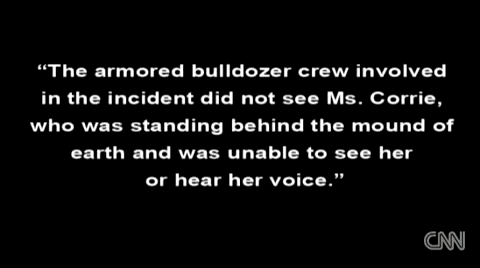 “The armored bulldozer crew involved
in the incident did not see Ms. Corrie,
who was standing behind the mound of
earth and was unable to see her
or hear her voice.”
CNN